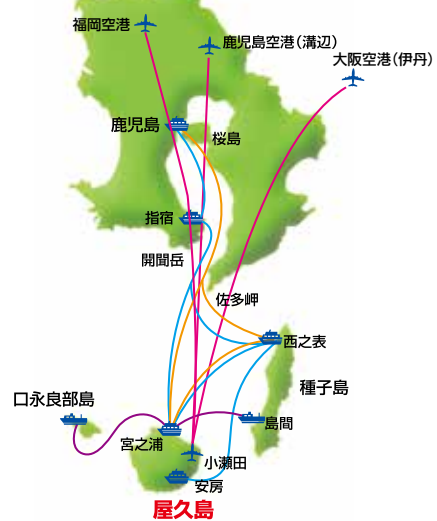 福岡空港
鹿児島空港(溝辺)
大阪空港(伊丹)
鹿児島
桜島
指宿
開聞岳
佐多岬
西之表
種子島
口永良部島
島間
宮之浦
小瀬田
安房
屋久島